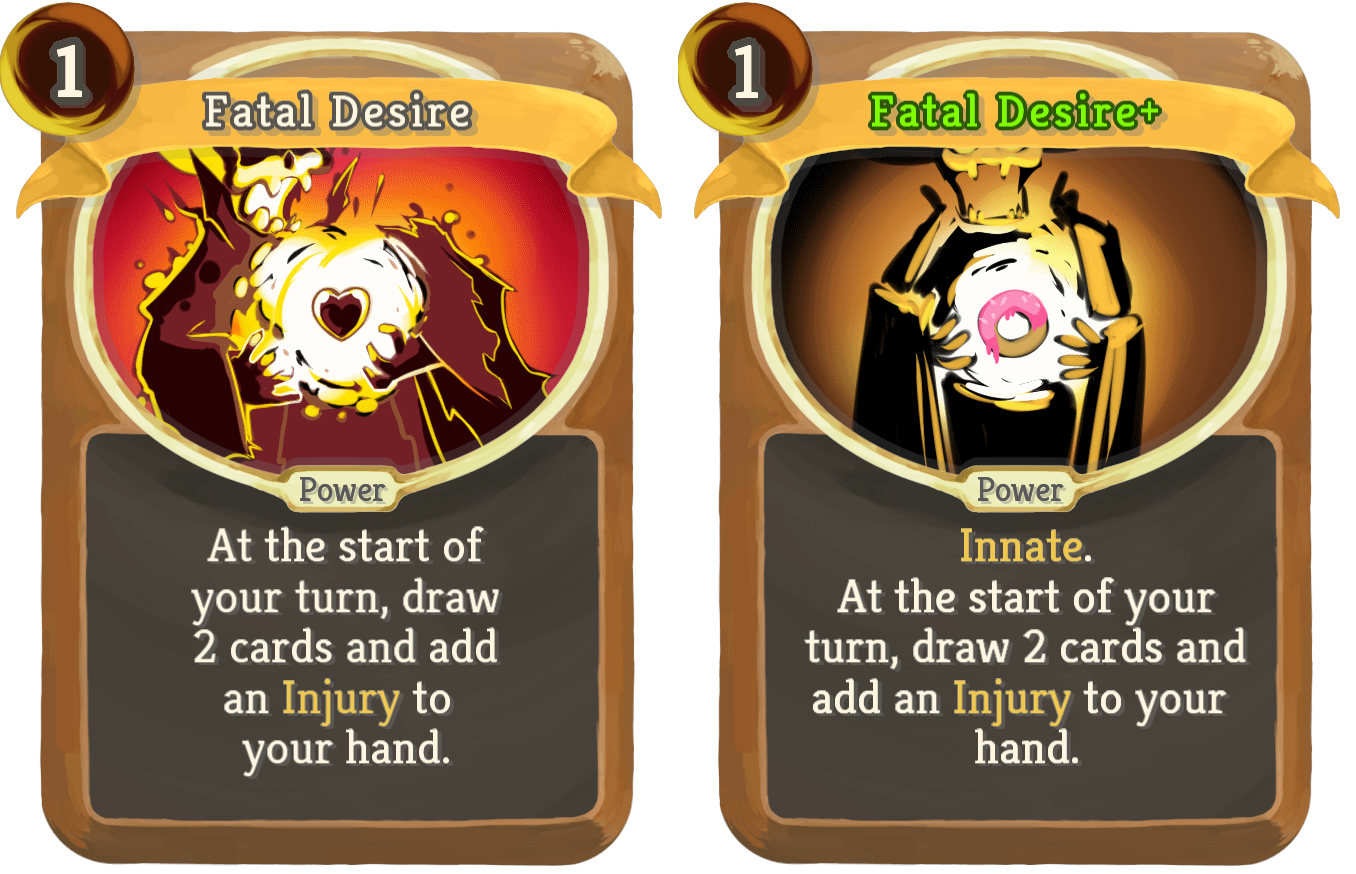 1
Fatal Desire
Power
At the start of
your turn, draw
2 cards and add
an Injury to
your hand.
1
Fatal Desire+
Power
Innate.
At the start of your
turn, draw 2 cards and
add an Injury to your
hand.